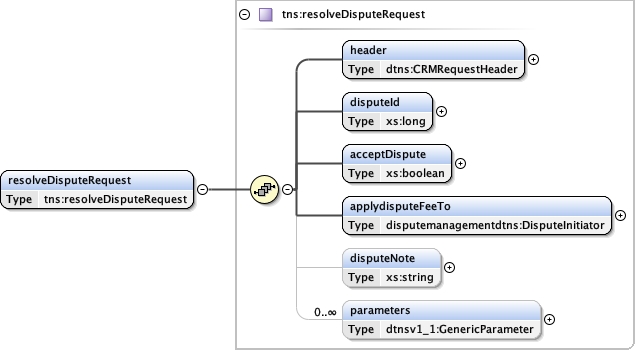 tns:resolveDisputeRequest
header
Type dtns:CRMRequestHeader
disputeId
Type xs:long
acceptDispute
Type xs:boolean
resolveDisputeRequest
Type tns:resolveDisputeRequest
applydisputeFeeTo
Type disputemanagementdtns:DisputeInitiator
disputeNote
Type xs:string
0..∞
parameters
Type dtnsv1_1:GenericParameter